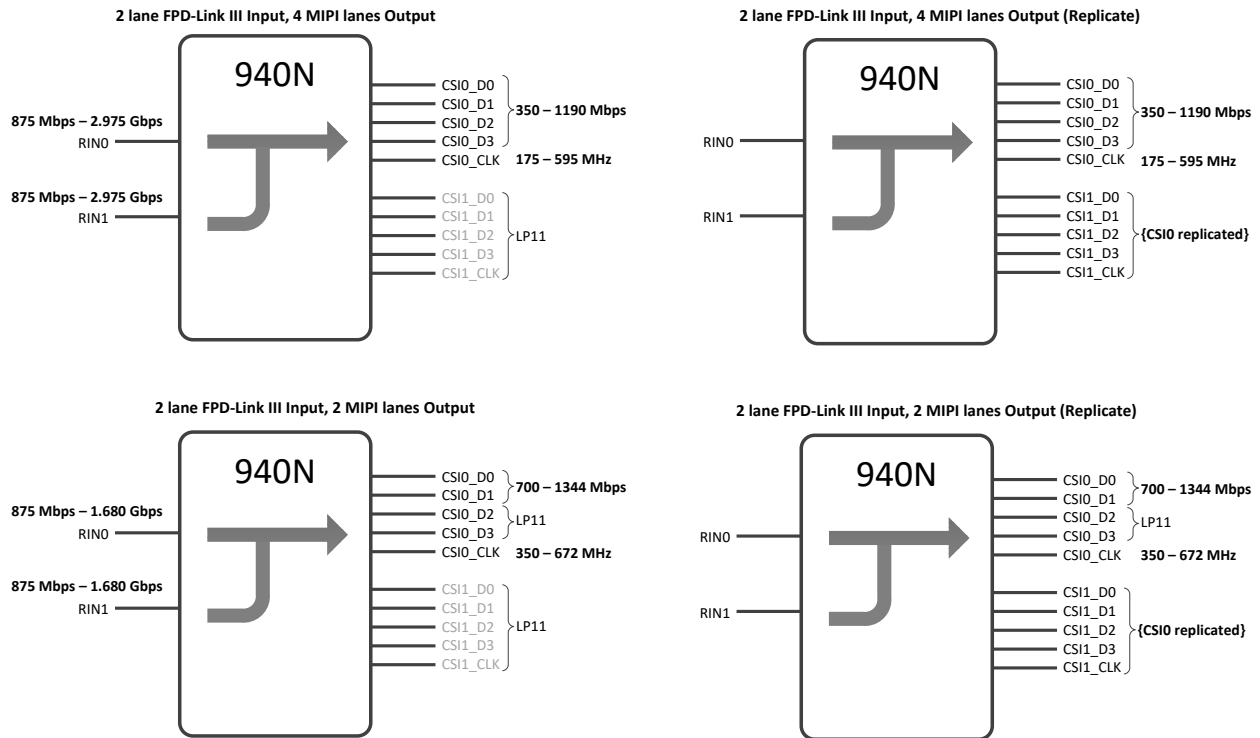 2 lane FPD-Link III Input, 4 MIPI lanes Output
940N
875 Mbps – 2.975 Gbps
RIN0
875 Mbps – 2.975 Gbps
RIN1
CSI0_D0
CSI0_D1
CSI0_D2
CSI0_D3
350 – 1190 Mbps
CSI0_CLK 175 – 595 MHz
CSI1_D0
CSI1_D1
CSI1_D2
CSI1_D3
CSI1_CLK
LP11
2 lane FPD-Link III Input, 4 MIPI lanes Output (Replicate)
940N
RIN0
RIN1
CSI0_D0
CSI0_D1
CSI0_D2
CSI0_D3
350 – 1190 Mbps
CSI0_CLK 175 – 595 MHz
CSI1_D0
CSI1_D1
CSI1_D2
CSI1_D3
CSI1_CLK
{CSI0 replicated}
2 lane FPD-Link III Input, 2 MIPI lanes Output
940N
875 Mbps – 1.680 Gbps
RIN0
875 Mbps – 1.680 Gbps
RIN1
CSI0_D0
CSI0_D1
700 – 1344 Mbps
CSI0_D2
CSI0_D3
LP11
CSI0_CLK 350 – 672 MHz
CSI1_D0
CSI1_D1
CSI1_D2
CSI1_D3
CSI1_CLK
LP11
2 lane FPD-Link III Input, 2 MIPI lanes Output (Replicate)
940N
RIN0
RIN1
CSI0_D0
CSI0_D1
700 – 1344 Mbps
CSI0_D2
CSI0_D3
LP11
CSI0_CLK 350 – 672 MHz
CSI1_D0
CSI1_D1
CSI1_D2
CSI1_D3
CSI1_CLK
{CSI0 replicated}